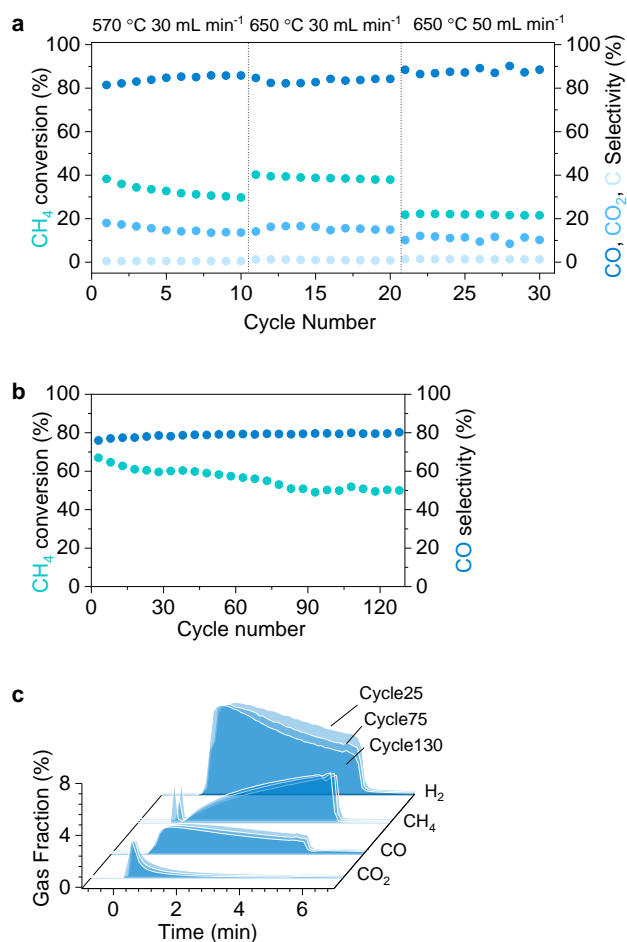 a
570 °C 30 mL min⁻¹ 650 °C 30 mL min⁻¹ 650 °C 50 mL min⁻¹
100 100
80 80
60 60
40 40
20 20
0 0
0 5 10 15 20 25 30
CH₄ conversion (%)
CO, CO₂, C Selectivity (%)
Cycle Number
b
100 100
80 80
60 60
40 40
20 20
0 0
0 30 60 90 120
CH₄ conversion (%)
CO selectivity (%)
Cycle number
c
Cycle25
Cycle75
Cycle130
8
4
0
Gas Fraction (%)
H₂
CH₄
CO
CO₂
0 2 4 6
Time (min)